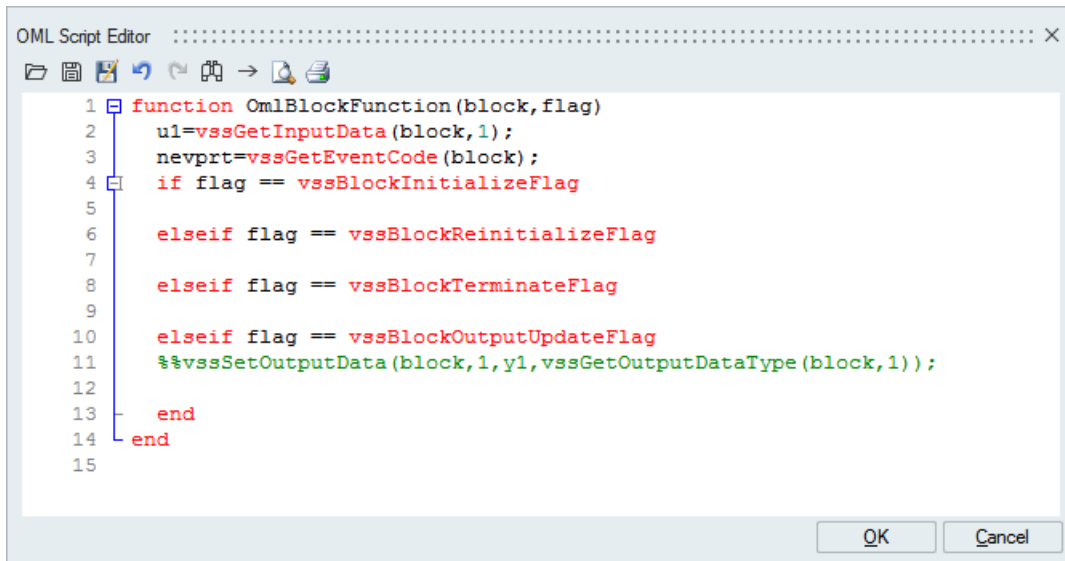 OML Script Editor
1 function OmlBlockFunction(block,flag)
2 u1=vssGetInputData(block,1);
3 nevprt=vssGetEventCode(block);
4 if flag == vssBlockInitializeFlag
5
6 elseif flag == vssBlockReinitializeFlag
7
8 elseif flag == vssBlockTerminateFlag
9
10 elseif flag == vssBlockOutputUpdateFlag
11 %%vssSetOutputData(block,1,y1,vssGetOutputDataType(block,1));
12
13 end
14 end
15
OK Cancel